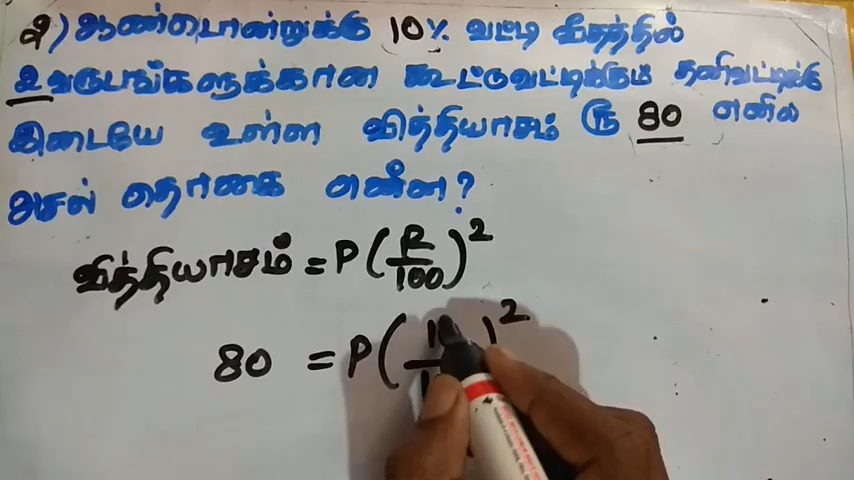 2) ஆண்டொன்றுக்கு 10% வட்டி வீதத்தில்
2 வருடங்களுக்கான கூட்டுவட்டிக்கும் தனிவட்டிக்கு
இடையே உள்ள வித்தியாசம் ரூ 80 எனில்
அசல் தொகை என்ன?
வித்தியாசம் = P(R/100)²
80 = P(1